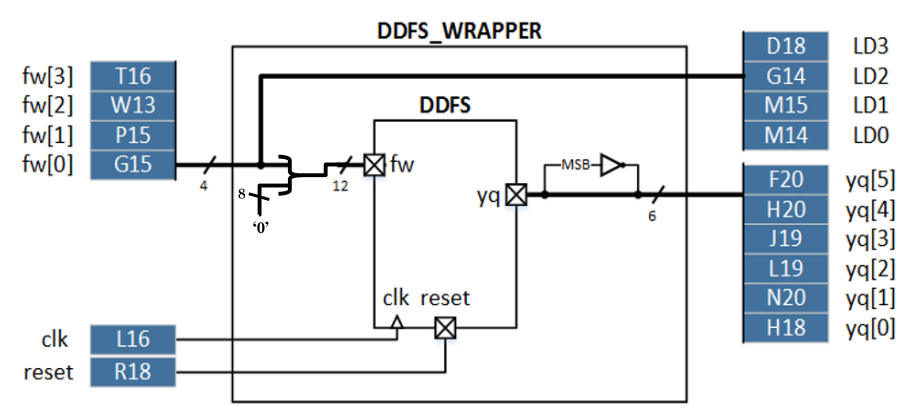 DDFS_WRAPPER
fw[3] T16
fw[2] W13
fw[1] P15
fw[0] G15
4
8
'0'
12
DDFS
fw
yq
clk reset
MSB
6
D18 LD3
G14 LD2
M15 LD1
M14 LD0
F20 yq[5]
H20 yq[4]
J19 yq[3]
L19 yq[2]
N20 yq[1]
H18 yq[0]
clk L16
reset R18